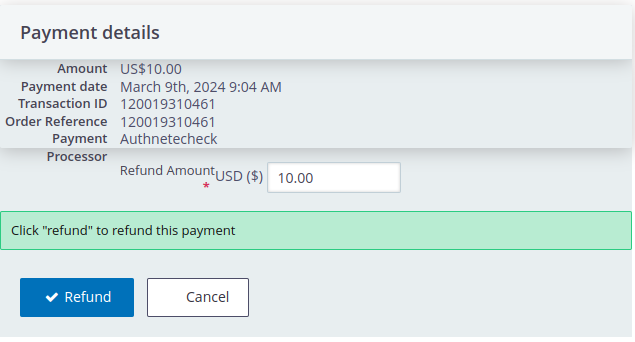 Payment details
Amount US$10.00
Payment date March 9th, 2024 9:04 AM
Transaction ID 120019310461
Order Reference 120019310461
Payment Authnetecheck
Processor
Refund Amount USD ($) 10.00
*
Click "refund" to refund this payment
Refund Cancel